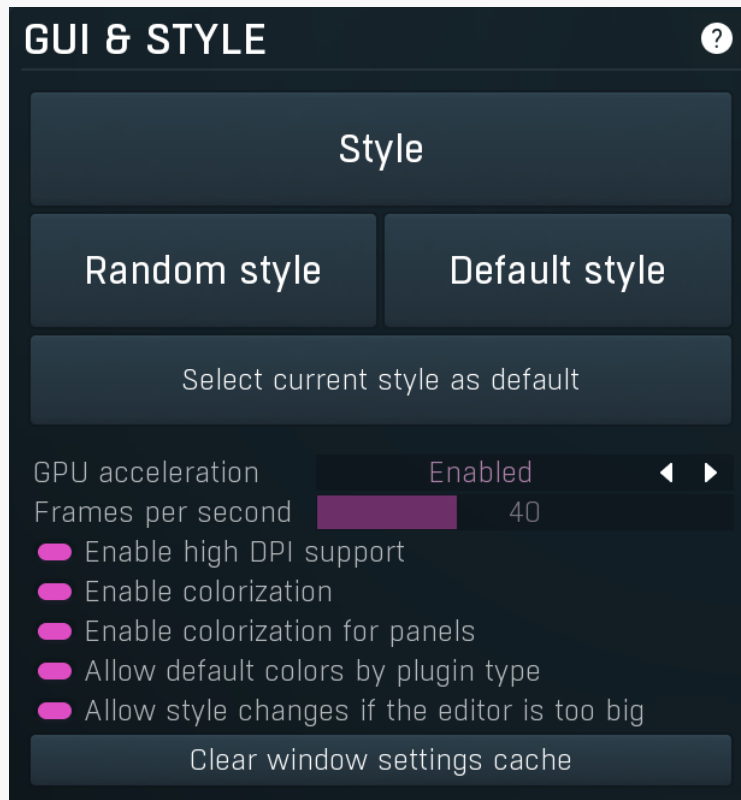 GUI & STYLE ?
Style
Random style Default style
Select current style as default
GPU acceleration Enabled
Frames per second 40
Enable high DPI support
Enable colorization
Enable colorization for panels
Allow default colors by plugin type
Allow style changes if the editor is too big
Clear window settings cache